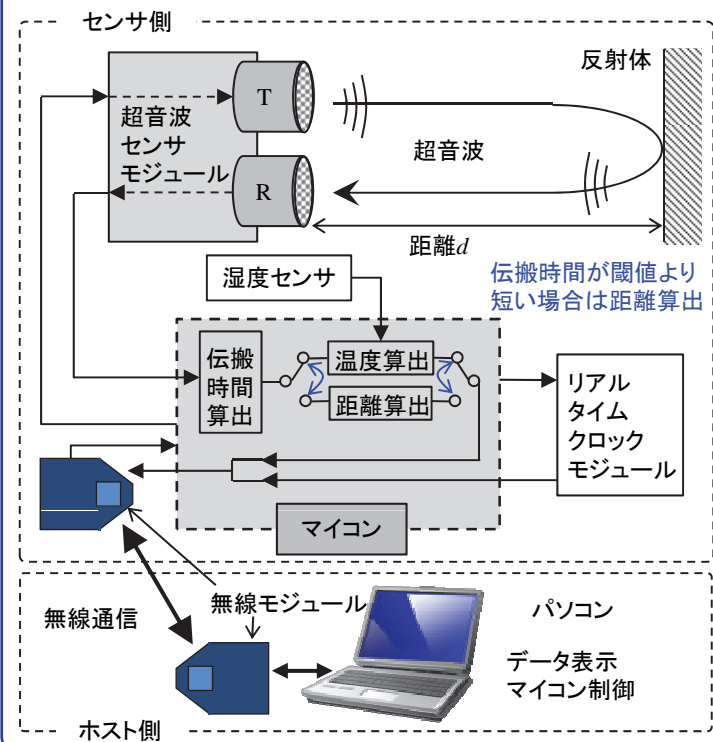 センサ側
反射体
T
超音波
センサ
モジュール
超音波
R
距離d
湿度センサ
伝搬時間が閾値より
短い場合は距離算出
伝搬
時間
算出
温度算出
距離算出
リアル
タイム
クロック
モジュール
マイコン
無線通信
無線モジュール
パソコン
データ表示
マイコン制御
ホスト側